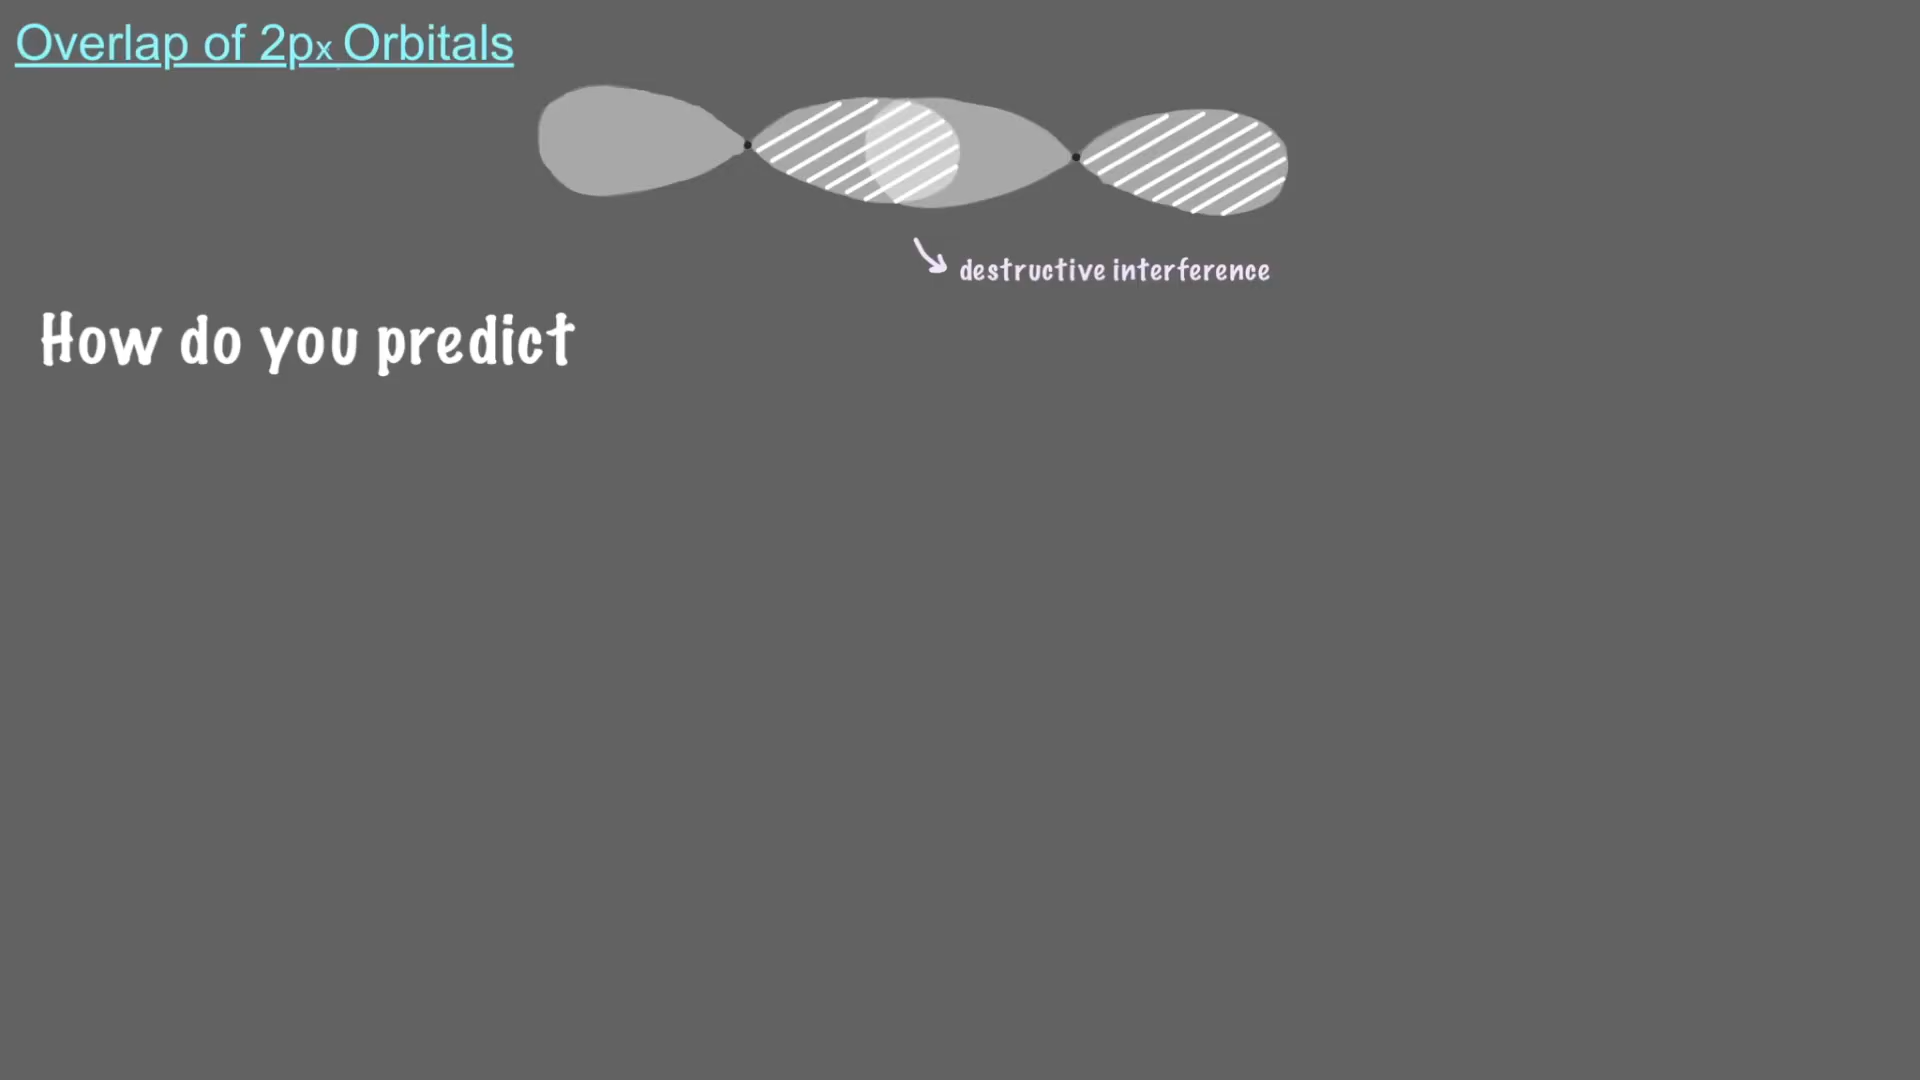 Overlap of 2px Orbitals
destructive interference
How do you predict